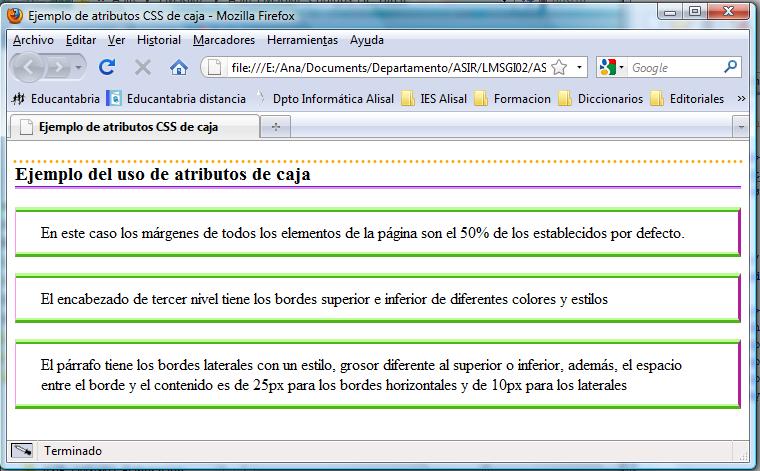 Ejemplo de atributos CSS de caja - Mozilla Firefox
Archivo Editar Ver Historial Marcadores Herramientas Ayuda
file:///E:/Ana/Documents/Departamento/ASIR/LMSGI02/AS Google
Educantabria Educantabria distancia Dpto Informática Alisal IES Alisal Formacion Diccionarios Editoriales »
Ejemplo de atributos CSS de caja
Ejemplo del uso de atributos de caja
En este caso los márgenes de todos los elementos de la página son el 50% de los establecidos por defecto.
El encabezado de tercer nivel tiene los bordes superior e inferior de diferentes colores y estilos
El párrafo tiene los bordes laterales con un estilo, grosor diferente al superior o inferior, además, el espacio
entre el borde y el contenido es de 25px para los bordes horizontales y de 10px para los laterales
Terminado